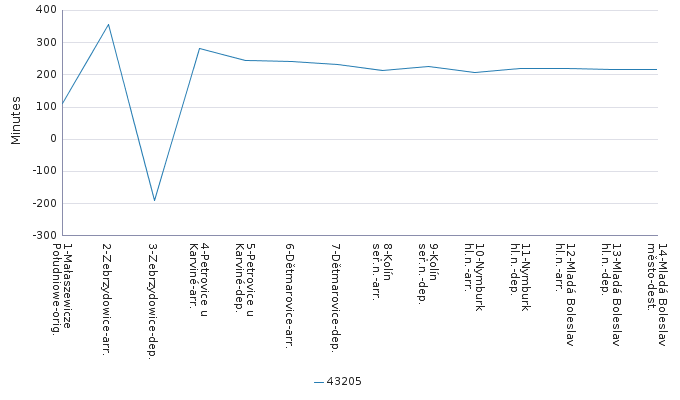 400
300
200
100
0
-100
-200
-300
Minutes
1-Małaszewicze
Południowe-orig.
2-Zebrzydowice-arr.
3-Zebrzydowice-dep.
4-Petrovice u
Karviné-arr.
5-Petrovice u
Karviné-dep.
6-Dětmarovice-arr.
7-Dětmarovice-dep.
8-Kolín
seř.n.-arr.
9-Kolín
seř.n.-dep.
10-Nymburk
hl.n.-arr.
11-Nymburk
hl.n.-dep.
12-Mladá Boleslav
hl.n.-arr.
13-Mladá Boleslav
hl.n.-dep.
14-Mladá Boleslav
město-dest.
43205